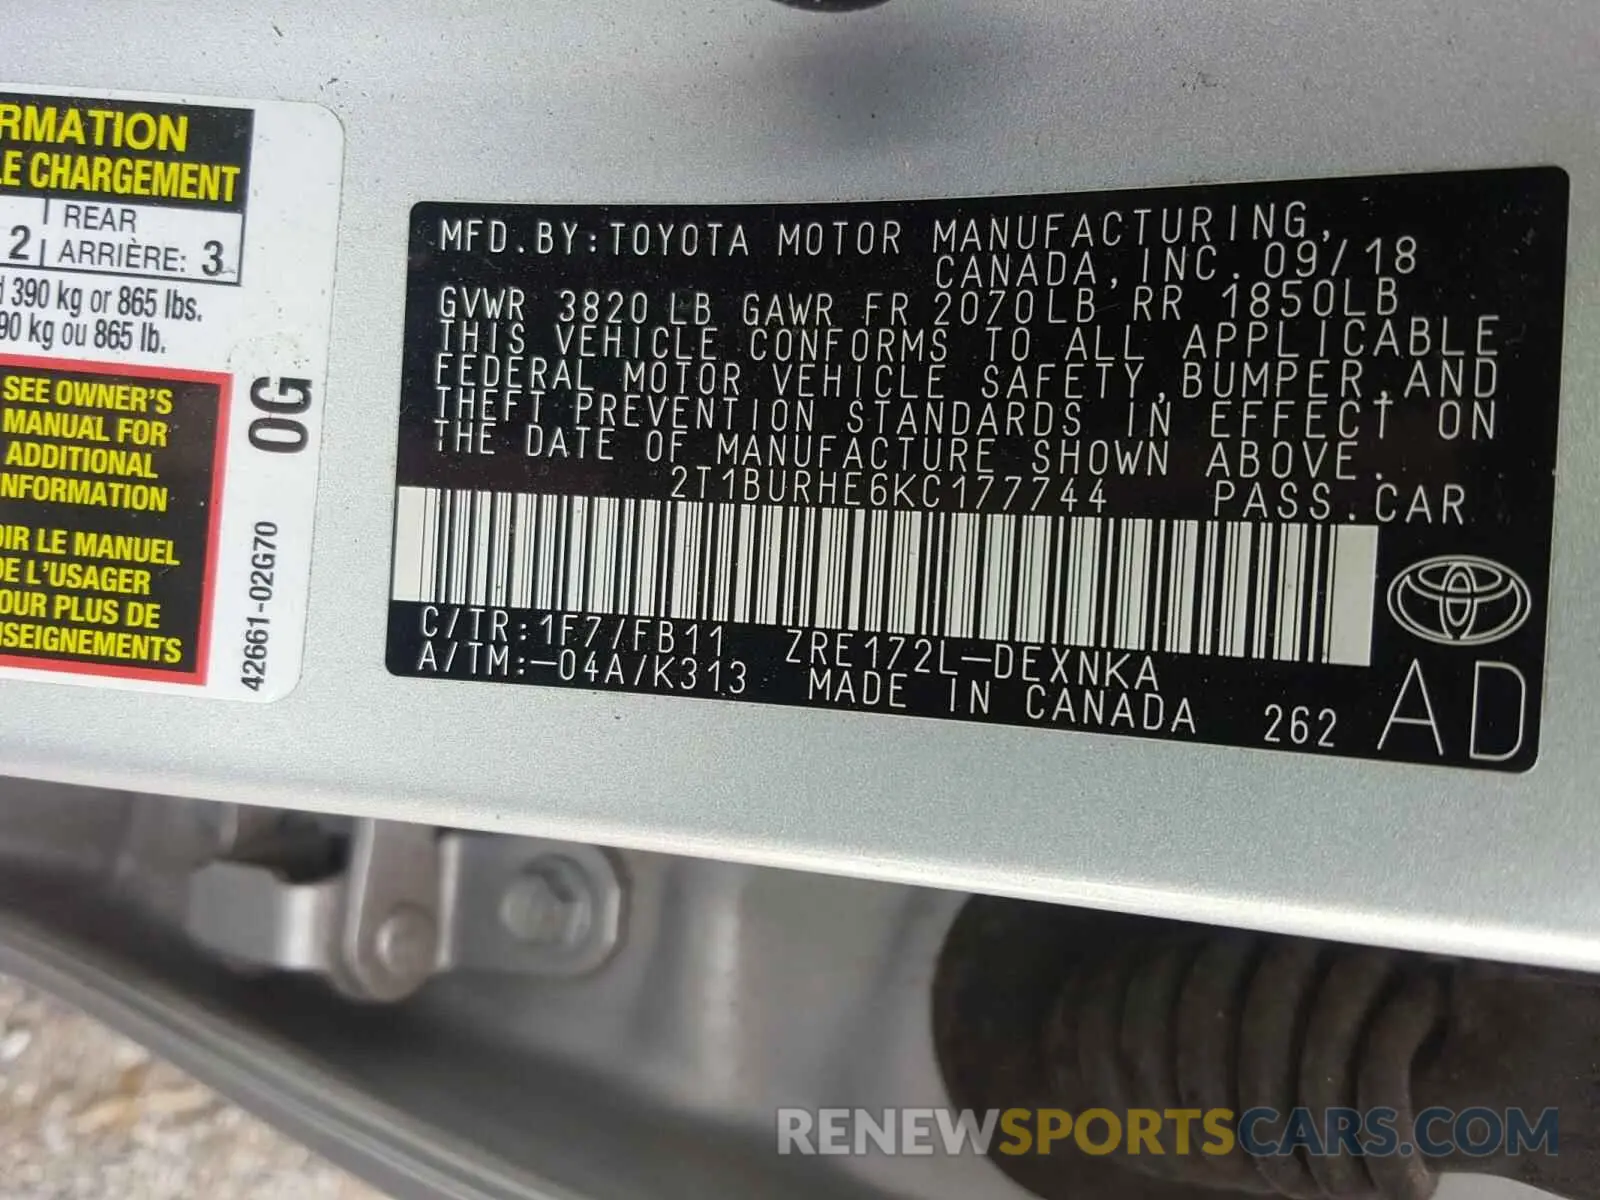 RMATION
LE CHARGEMENT
2 REAR
ARRIÈRE: 3
390 kg or 865 lbs.
90 kg ou 865 lb.
SEE OWNER'S
MANUAL FOR
ADDITIONAL
NFORMATION
OIR LE MANUEL
DE L'USAGER
OUR PLUS DE
NSEIGNEMENTS
0G
42661-02G70
MFD.BY:TOYOTA MOTOR MANUFACTURING,
CANADA,INC. 09/18
GVWR 3820 LB GAWR FR 2070LB RR 1850LB
THIS VEHICLE CONFORMS TO ALL APPLICABLE
FEDERAL MOTOR VEHICLE SAFETY,BUMPER,AND
THEFT PREVENTION STANDARDS IN EFFECT ON
THE DATE OF MANUFACTURE SHOWN ABOVE.
2T1BURHE6KC177744 PASS.CAR
C/TR:1F7/FB11 ZRE172L-DEXNKA
A/TM:-04A/K313 MADE IN CANADA 262 AD
RENEWSPORTSCARS.COM